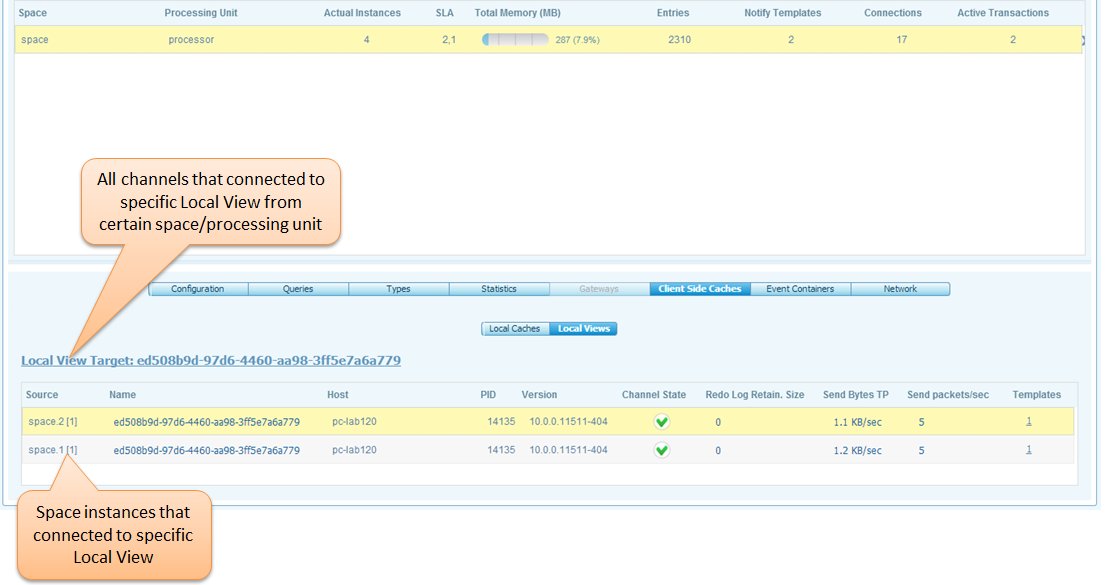 Space Processing Unit Actual Instances SLA Total Memory (MB) Entries Notify Templates Connections Active Transactions
space processor 4 2,1 287 (7.9%) 2310 2 17 2
All channels that connected to
specific Local View from
certain space/processing unit
Configuration Queries Types Statistics Gateways Client Side Caches Event Containers Network
Local Caches Local Views
Local View Target: ed508b9d-97d6-4460-aa98-3ff5e7a6a779
Source Name Host PID Version Channel State Redo Log Retain. Size Send Bytes TP Send packets/sec Templates
space.2 [1] ed508b9d-97d6-4460-aa98-3ff5e7a6a779 pc-lab120 14135 10.0.0.11511-404 0 1.1 KB/sec 5 1
space.1 [1] ed508b9d-97d6-4460-aa98-3ff5e7a6a779 pc-lab120 14135 10.0.0.11511-404 0 1.2 KB/sec 5 1
Space instances that
connected to specific
Local View